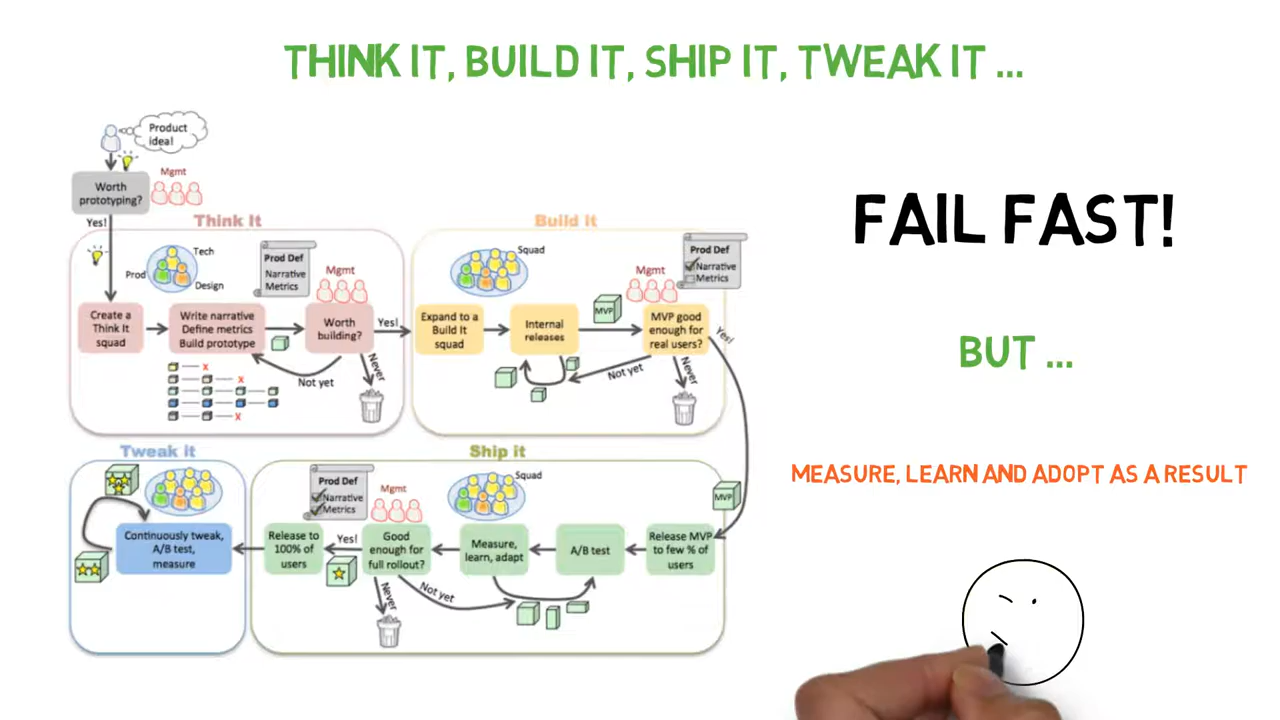 THINK IT, BUILD IT, SHIP IT, TWEAK IT ...
Product
idea!
Mgmt
Worth
prototyping?
Yes!
Think It
Tech
Prod
Design
Prod Def
Narrative
Metrics
Mgmt
Create a
Think It
squad
Write narrative
Define metrics
Build prototype
Worth
building?
Yes!
Not yet
Never
X
X
X
Build it
Squad
Prod Def
Narrative
Metrics
Mgmt
MVP
Expand to a
Build It
squad
Internal
releases
MVP good
enough for
real users?
Yes!
Not yet
Never
FAIL FAST!
BUT ...
MEASURE, LEARN AND ADOPT AS A RESULT
Tweak it
Continuously tweak,
A/B test,
measure
Ship it
Prod Def
Narrative
Metrics
Mgmt
Squad
MVP
Release to
100% of
users
Yes!
Good
enough for
full rollout?
Measure,
learn, adapt
A/B test
Release MVP
to few % of
users
Never
Not yet